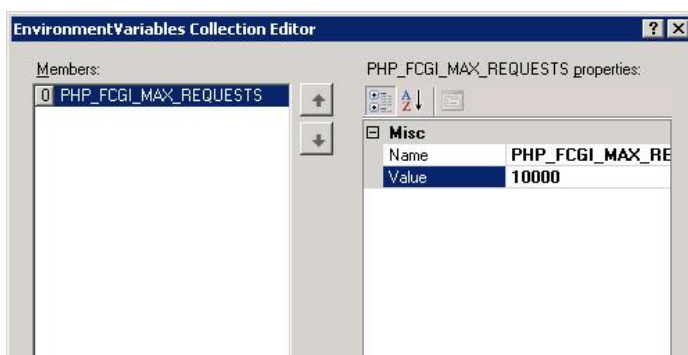 EnvironmentVariables Collection Editor
? X
Members:
PHP_FCGI_MAX_REQUESTS properties:
0 PHP_FCGI_MAX_REQUESTS
A Z
Misc
Name PHP_FCGI_MAX_RE
Value 10000